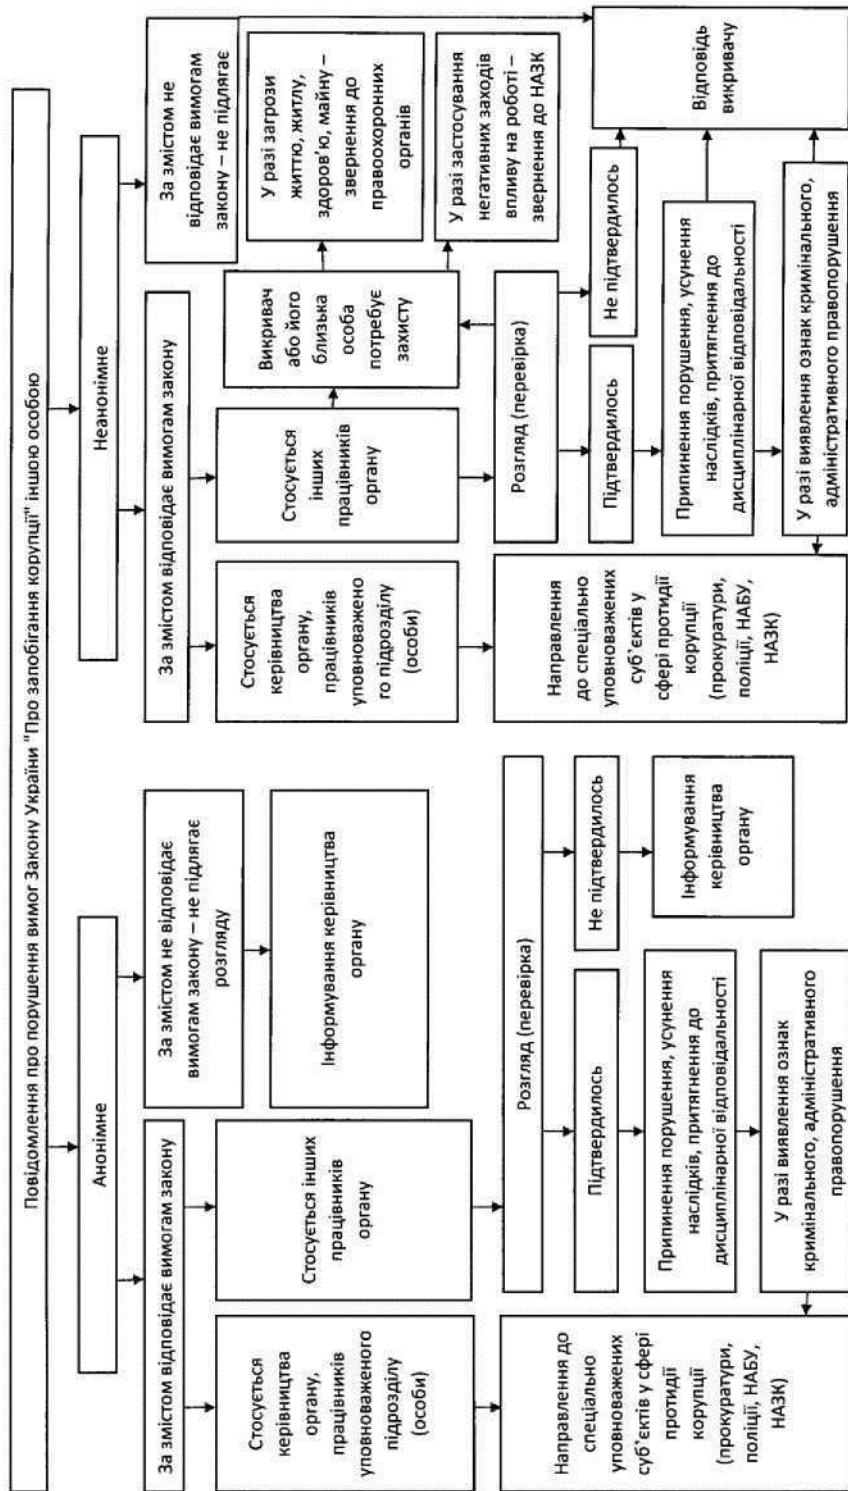 Повідомлення про порушення вимог Закону України "Про запобігання корупції" іншою особою
Анонімне
За змістом відповідає вимогам закону
Стосується
керівництва
органу,
працівників
уповноваженого
підрозділу
(особи)
Стосується інших
працівників
органу
За змістом не відповідає
вимогам закону – не підлягає
розгляду
Інформування керівництва
органу
Направлення до
спеціально
уповноважених
суб`єктів у сфері
протидії
корупції
(прокуратури,
поліції, НАБУ,
НАЗК)
Розгляд (перевірка)
Підтвердилось
Не підтвердилось
Припинення порушення, усунення
наслідків, притягнення до
дисциплінарної відповідальності
Інформування
керівництва
органу
У разі виявлення ознак
кримінального, адміністративного
правопорушення
Неанонімне
За змістом відповідає вимогам закону
За змістом не
відповідає вимогам
закону – не підлягає
Стосується
керівництва
органу,
працівників
уповноважено
го підрозділу
(особи)
Стосується
інших
працівників
органу
Викривач
або його
близька
особа
потребує
захисту
У разі загрози
життю, житлу,
здоров'ю, майну –
звернення до
правоохоронних
органів
У разі застосування
негативних заходів
впливу на роботі –
звернення до НАЗК
Направлення
до спеціально
уповноважених
суб`єктів у
сфері протидії
корупції
(прокуратури,
поліції, НАБУ,
НАЗК)
Розгляд (перевірка)
Підтвердилось
Не підтвердилось
Припинення порушення, усунення
наслідків, притягнення до
дисциплінарної відповідальності
У разі виявлення ознак кримінального,
адміністративного правопорушення
Відповідь
викривачу